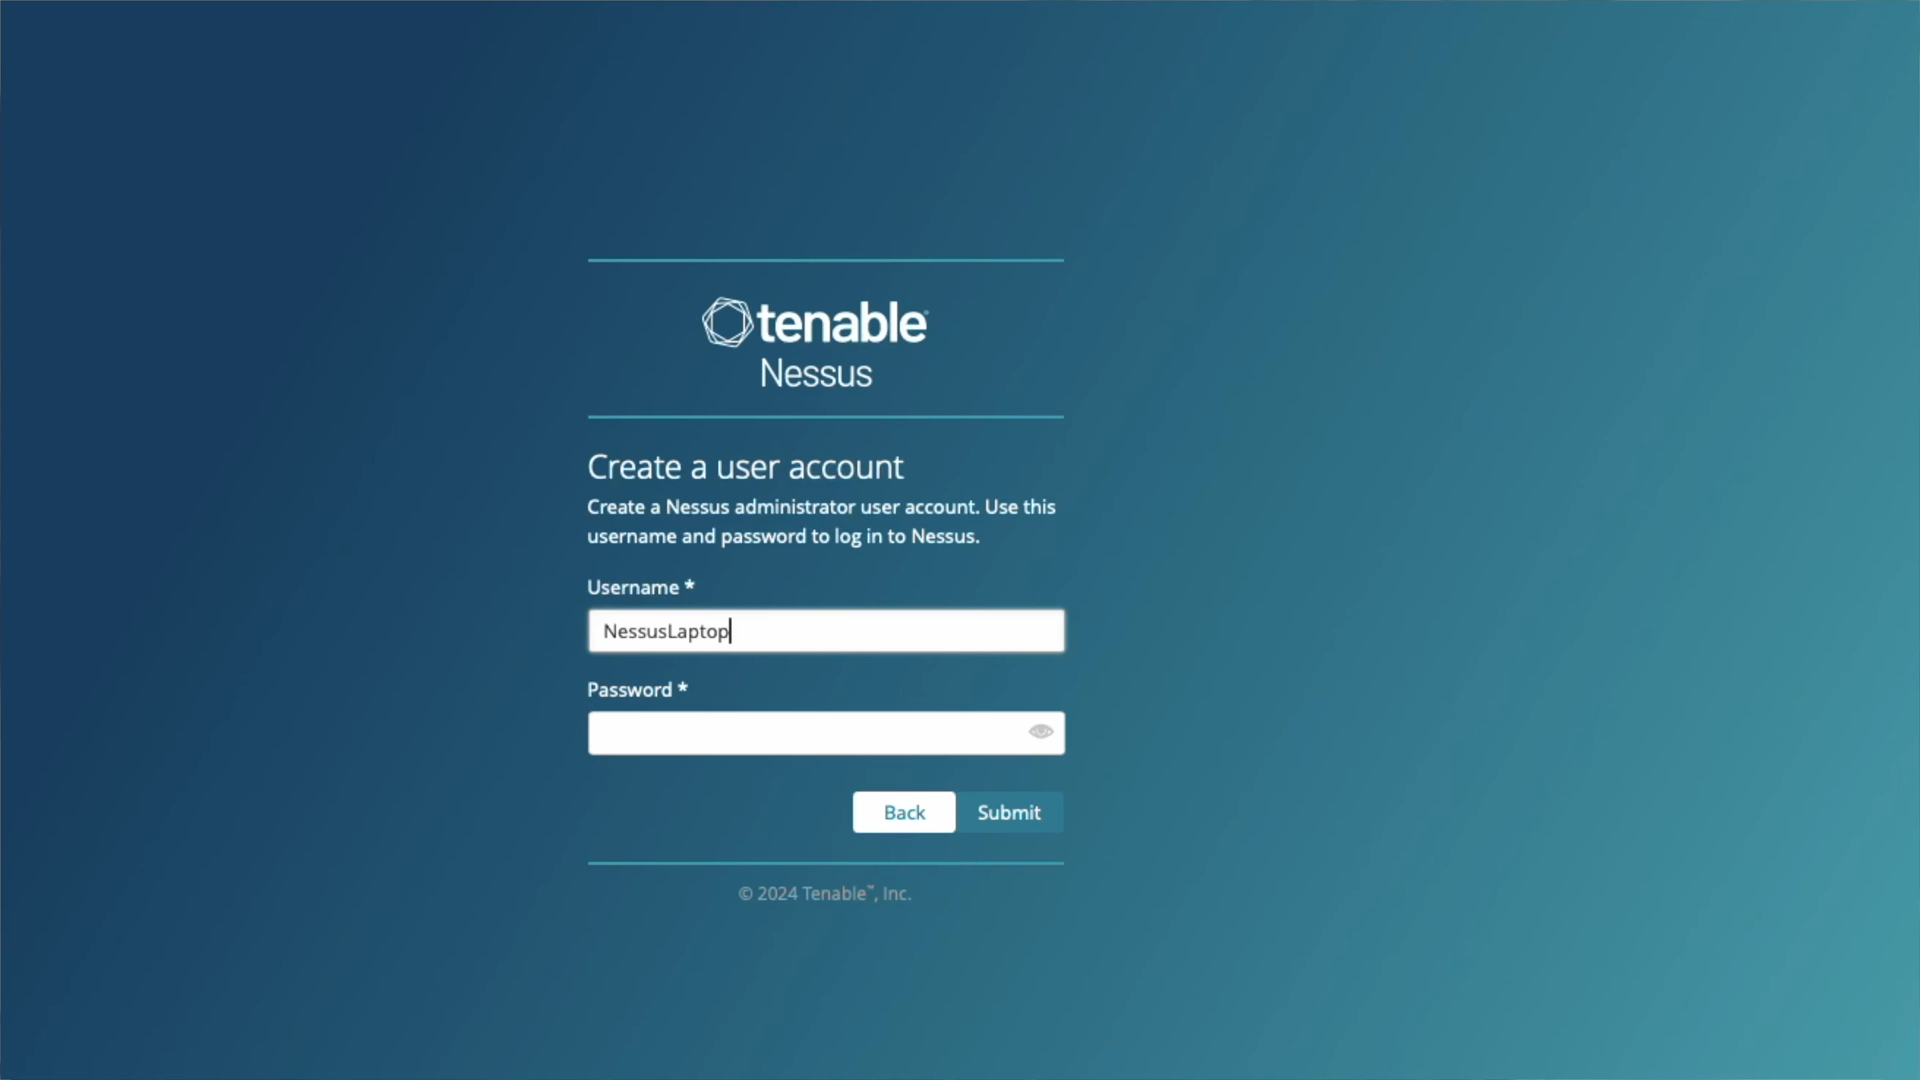 tenable
Nessus
Create a user account
Create a Nessus administrator user account. Use this
username and password to log in to Nessus.
Username *
NessusLaptop
Password *
Back Submit
© 2024 Tenable™, Inc.